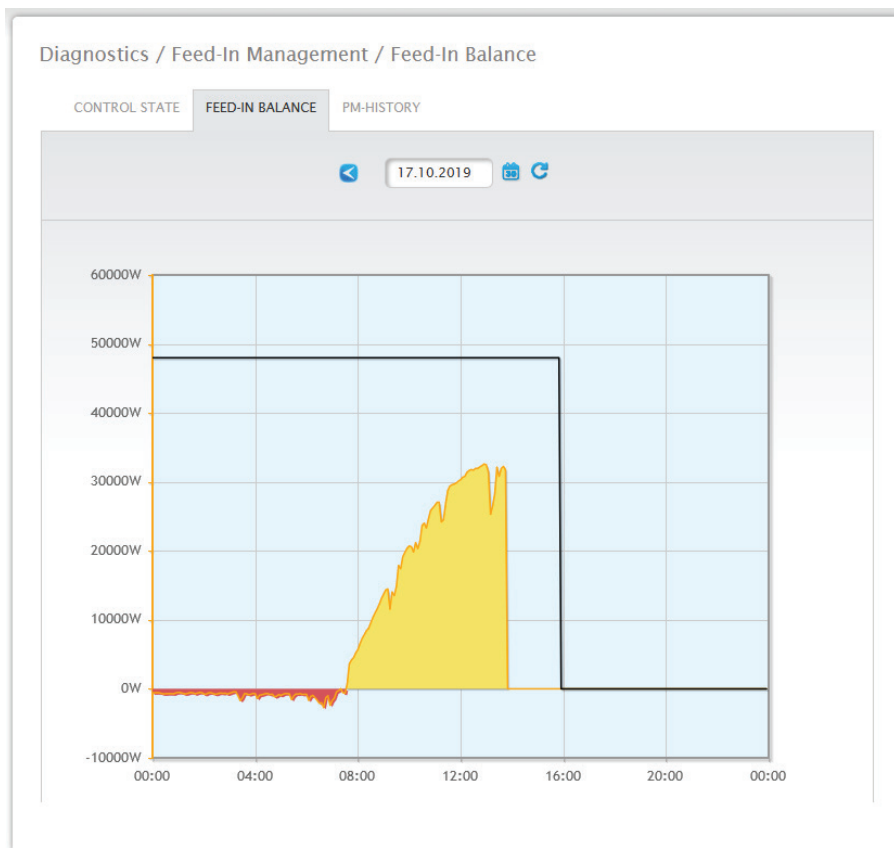 Diagnostics / Feed-In Management / Feed-In Balance
CONTROL STATE FEED-IN BALANCE PM-HISTORY
17.10.2019 30
60000W
50000W
40000W
30000W
20000W
10000W
0W
-10000W
00:00 04:00 08:00 12:00 16:00 20:00 00:00